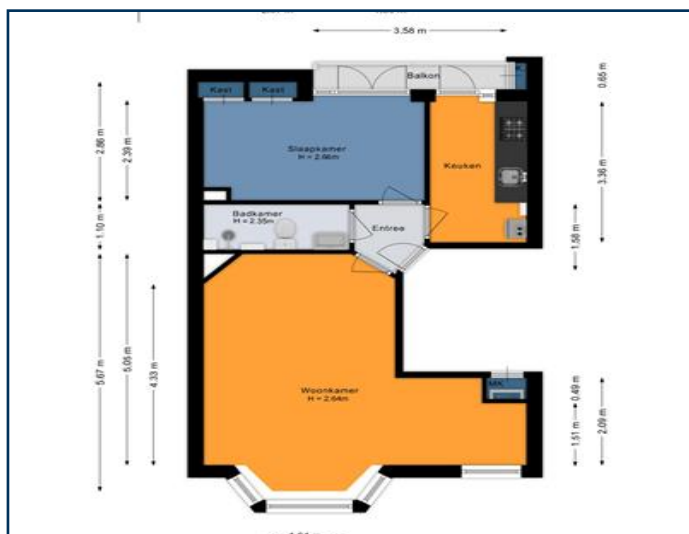 3.58 m
Balkon
Kast
Kast
0.65 m
2.86 m
2.39 m
Slaapkamer
H = 2.66m
Keuken
3.36 m
Badkamer
H = 2.35m
Entree
1.10 m
1.58 m
5.67 m
5.05 m
4.33 m
Woonkamer
H = 2.64m
MK
0.49 m
1.51 m
2.09 m